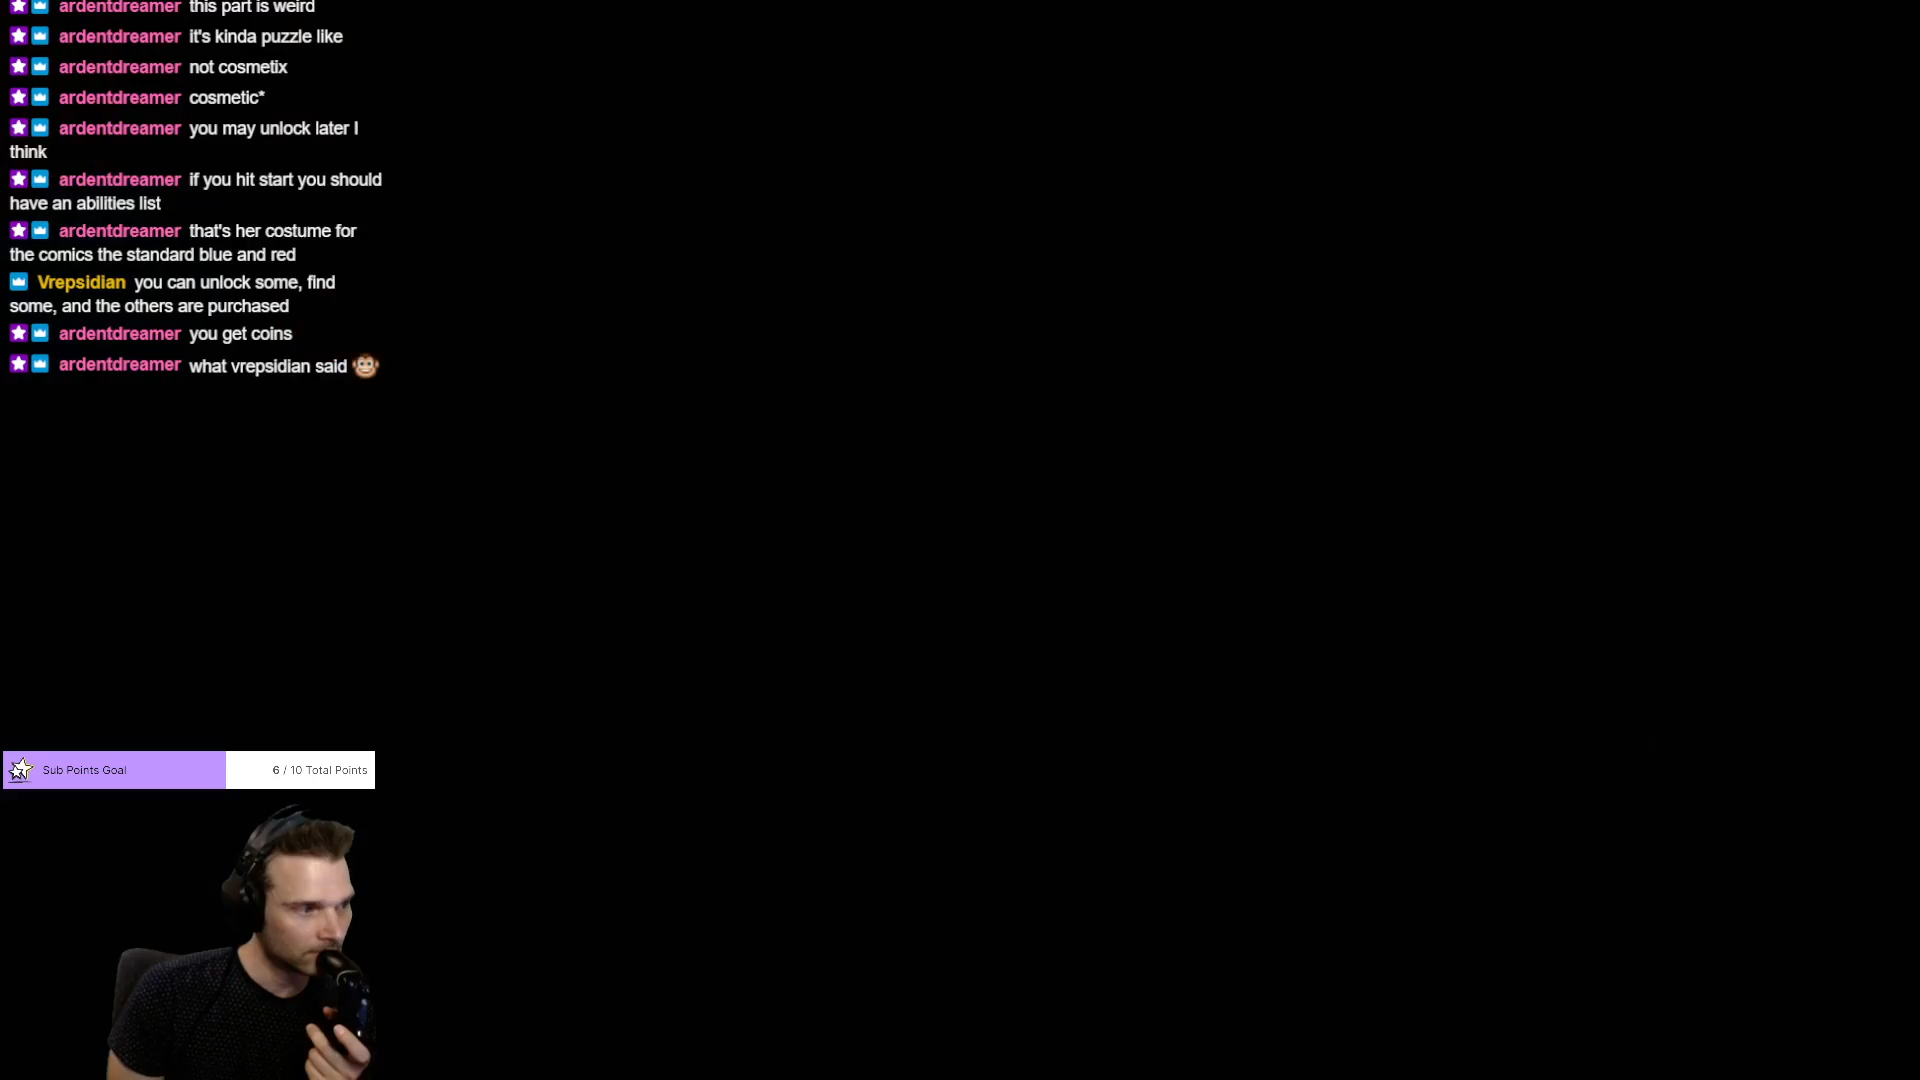 ardentdreamer this part is weird
ardentdreamer it's kinda puzzle like
ardentdreamer not cosmetix
ardentdreamer cosmetic*
ardentdreamer you may unlock later I
think
ardentdreamer if you hit start you should
have an abilities list
ardentdreamer that's her costume for
the comics the standard blue and red
Vrepsidian you can unlock some, find
some, and the others are purchased
ardentdreamer you get coins
ardentdreamer what vrepsidian said
Sub Points Goal 6 / 10 Total Points